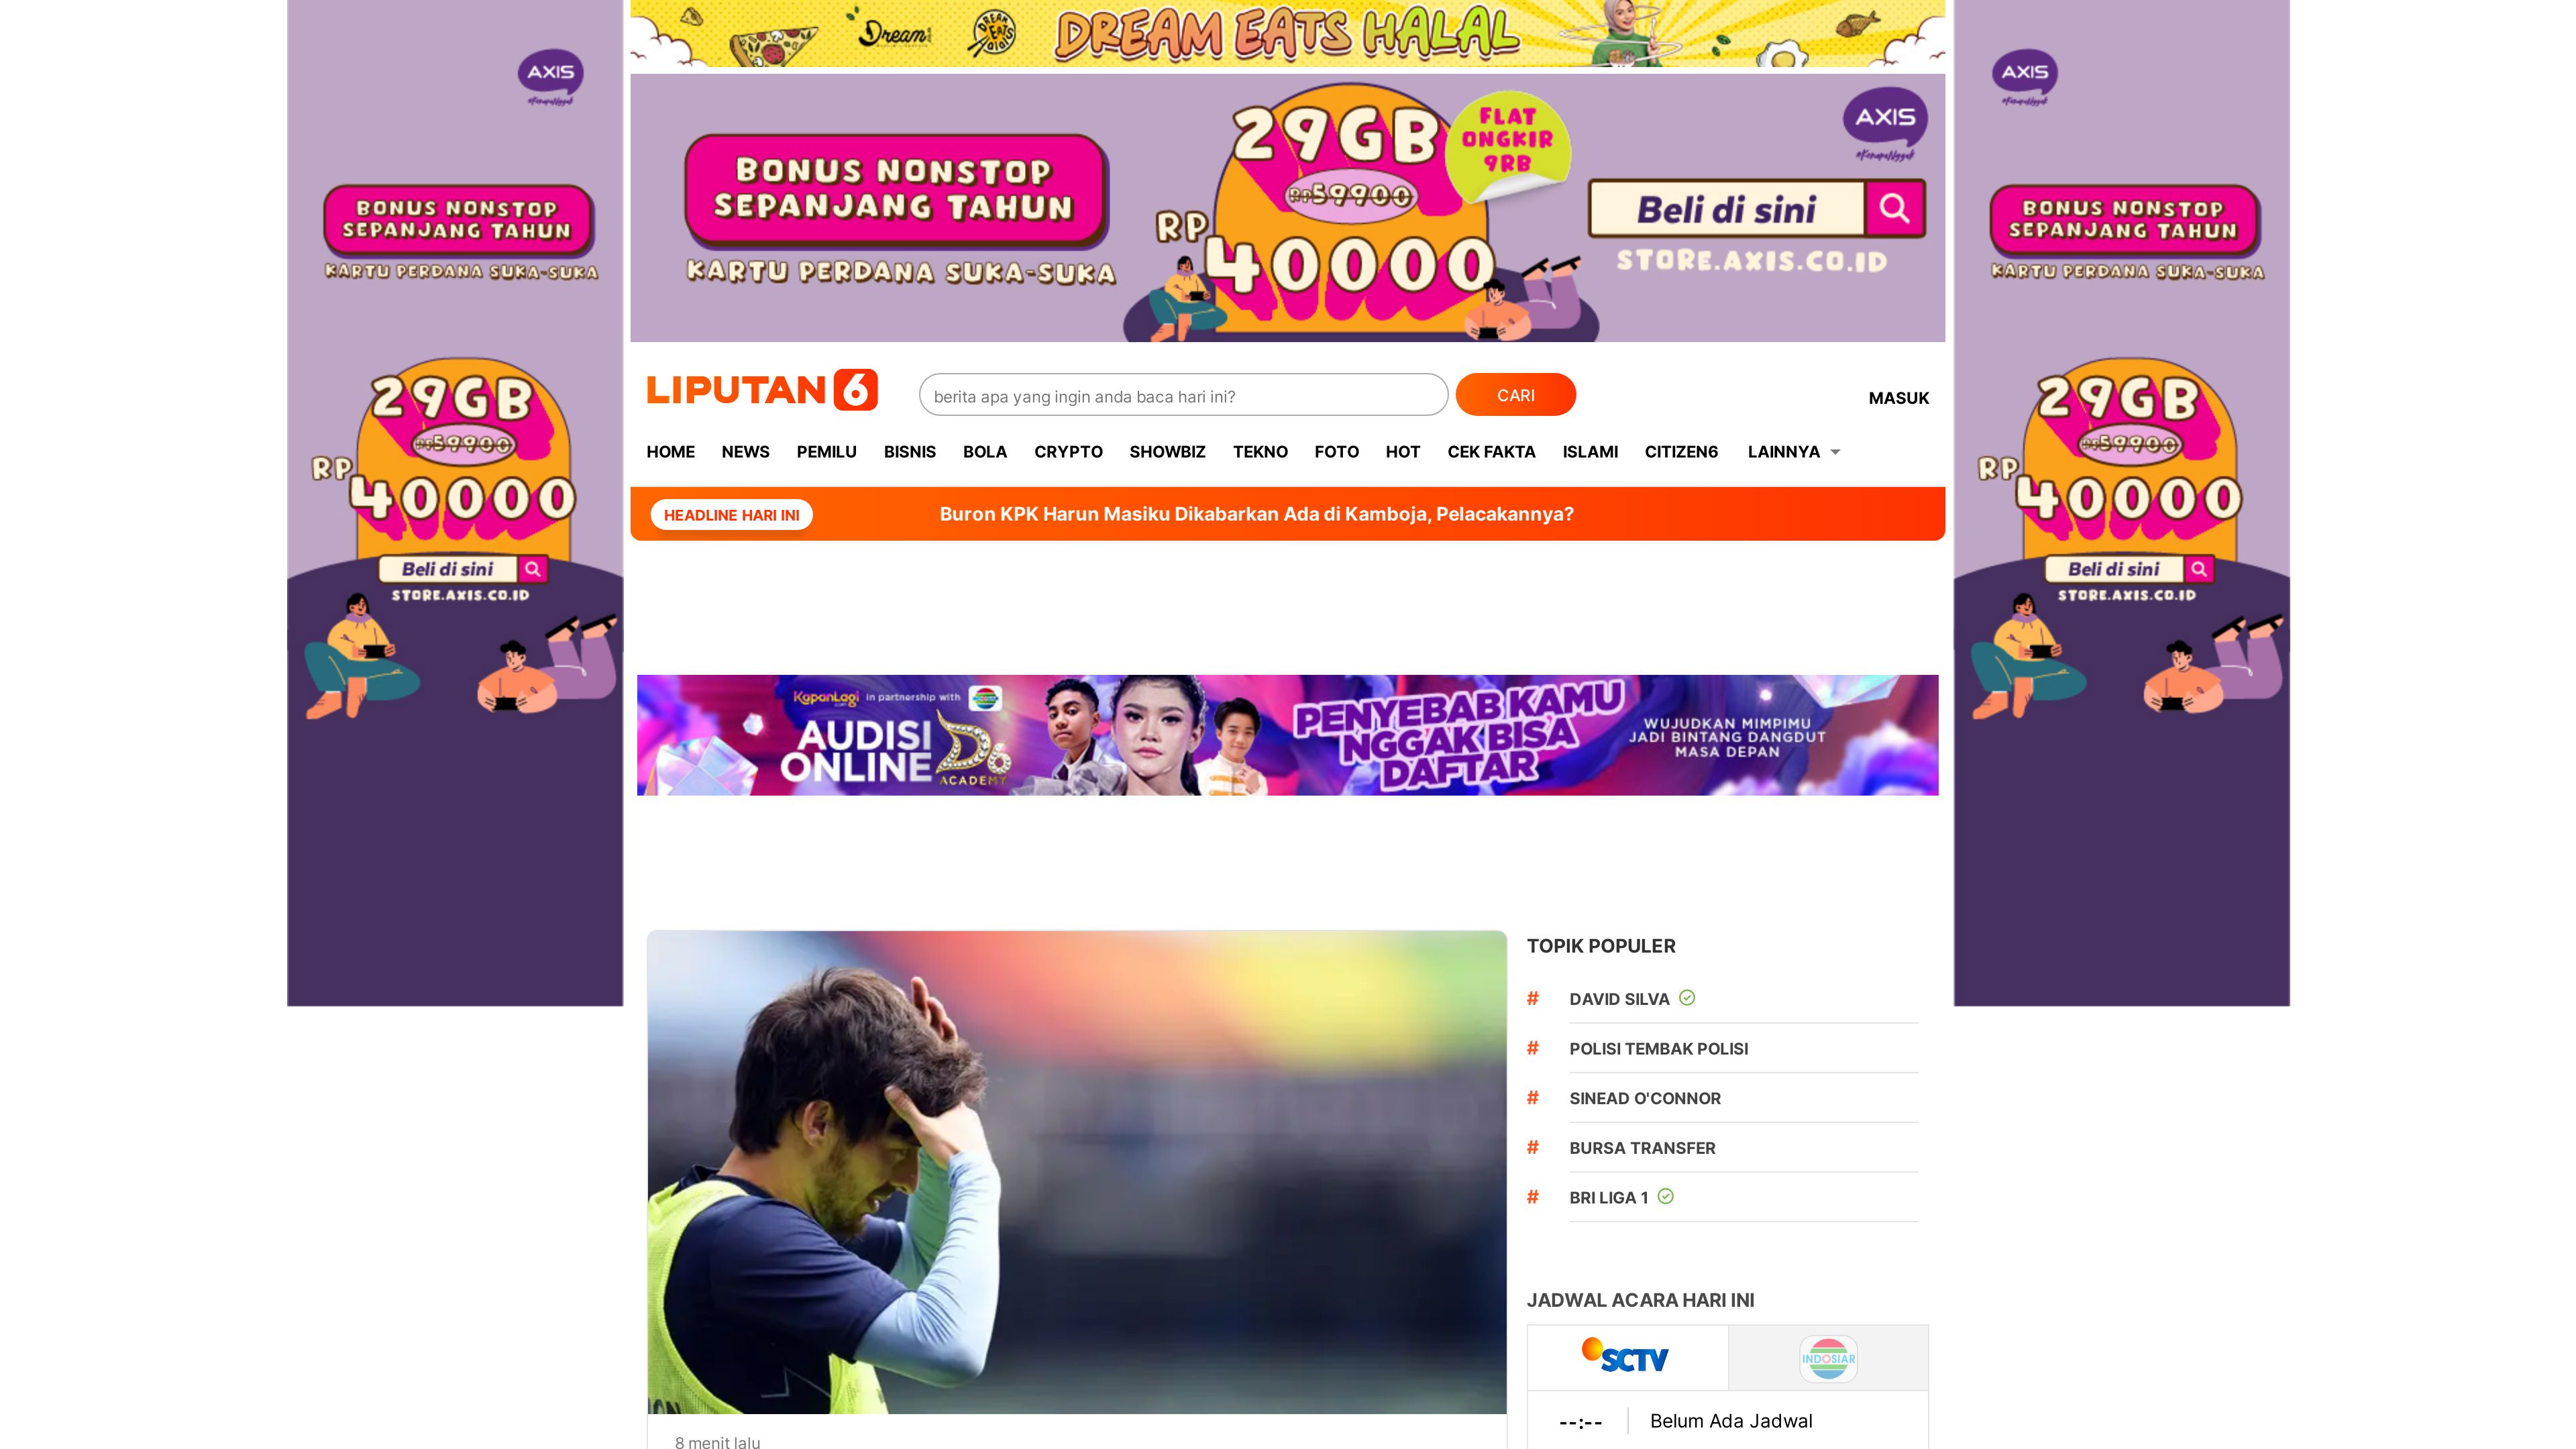 Dream
DREAM EATS HALAL
DREAM EATS HALAL
AXIS
BONUS NONSTOP
SEPANJANG TAHUN
KARTU PERDANA SUKA-SUKA
29GB
RP59900
RP
40000
Beli di sini
STORE.AXIS.CO.ID
BONUS NONSTOP
SEPANJANG TAHUN
KARTU PERDANA SUKA-SUKA
29GB
RP59900
RP
40000
FLAT
ONGKIR
9RB
AXIS
Beli di sini
STORE.AXIS.CO.ID
AXIS
BONUS NONSTOP
SEPANJANG TAHUN
KARTU PERDANA SUKA-SUKA
29GB
RP59900
RP
40000
Beli di sini
STORE.AXIS.CO.ID
LIPUTAN 6
berita apa yang ingin anda baca hari ini?
CARI
MASUK
HOME NEWS PEMILU BISNIS BOLA CRYPTO SHOWBIZ TEKNO FOTO HOT CEK FAKTA ISLAMI CITIZEN6 LAINNYA
HEADLINE HARI INI
Buron KPK Harun Masiku Dikabarkan Ada di Kamboja, Pelacakannya?
KapanLagi in partnership with
AUDISI
ONLINE
D6
ACADEMY
PENYEBAB KAMU
NGGAK BISA
DAFTAR
WUJUDKAN MIMPIMU
JADI BINTANG DANGDUT
MASA DEPAN
8 menit lalu
TOPIK POPULER
# DAVID SILVA
# POLISI TEMBAK POLISI
# SINEAD O'CONNOR
# BURSA TRANSFER
# BRI LIGA 1
JADWAL ACARA HARI INI
SCTV
INDOSIAR
--:-- Belum Ada Jadwal